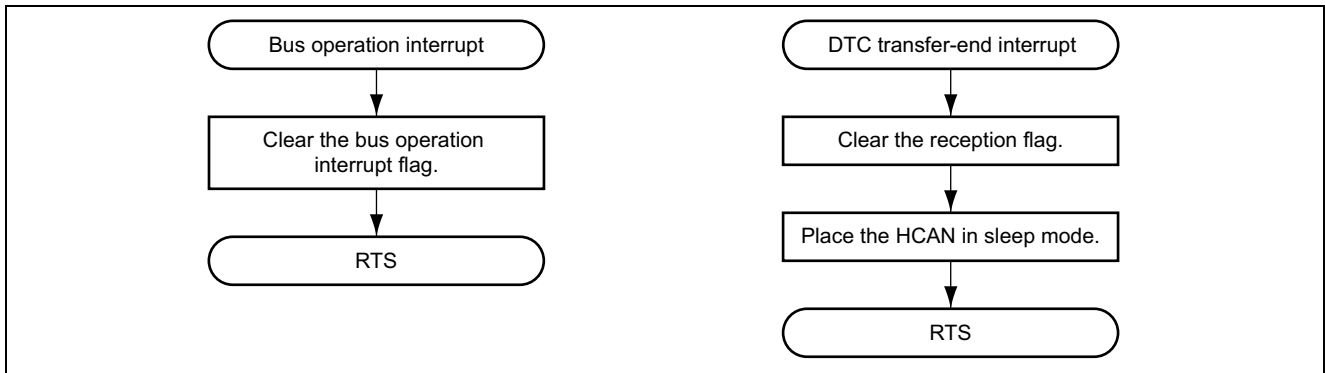 Bus operation interrupt
Clear the bus operation
interrupt flag.
RTS
DTC transfer-end interrupt
Clear the reception flag.
Place the HCAN in sleep mode.
RTS